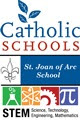 Catholic
SCHOOLS
St. Joan of Arc
School
STEM Science, Technology,
Engineering, Mathematics